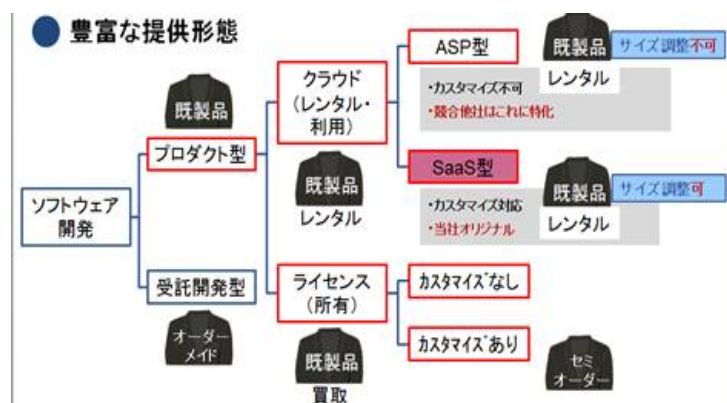 豊富な提供形態
ASP型
既製品
サイズ調整不可
レンタル
・カスタマイズ不可
・競合他社はこれに特化
クラウド
(レンタル・
利用)
既製品
プロダクト型
既製品
レンタル
SaaS型
既製品
サイズ調整可
レンタル
・カスタマイズ対応
・当社オリジナル
ソフトウェア
開発
受託開発型
オーダー
メイド
ライセンス
(所有)
既製品
買取
カスタマイズなし
カスタマイズあり
セミ
オーダー